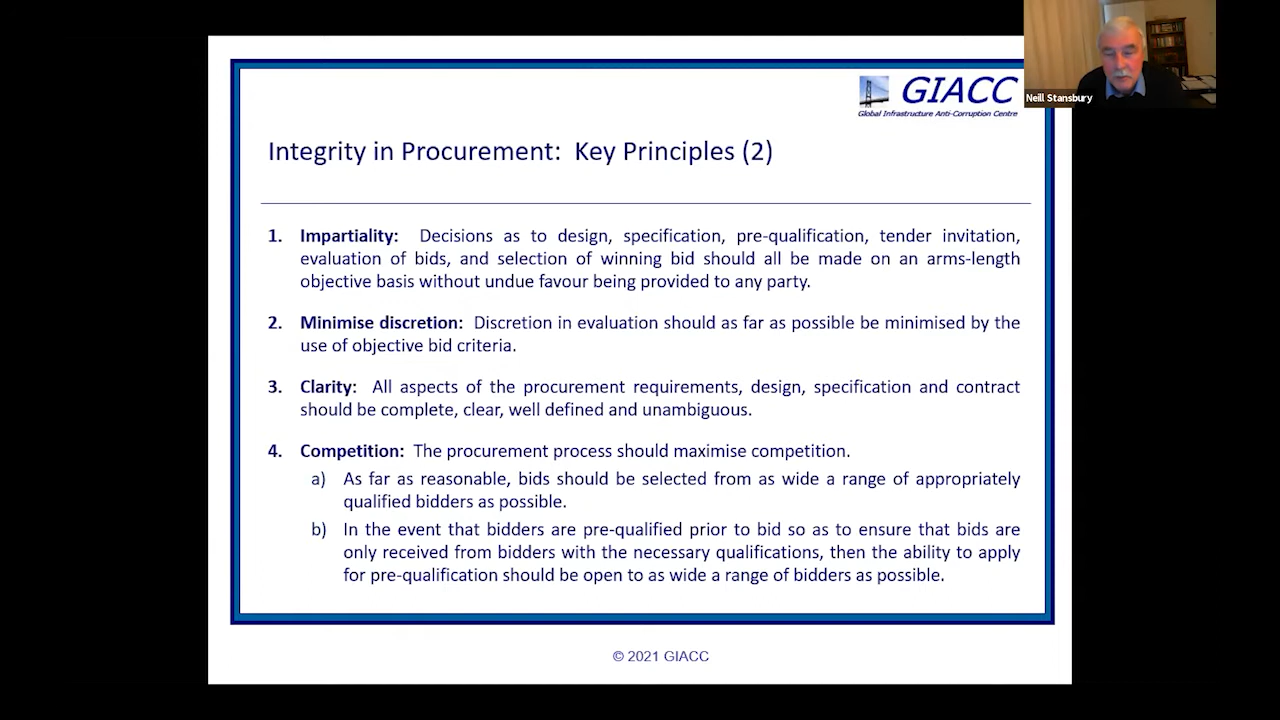 GIACC
Global Infrastructure Anti-Corruption Centre
Neill Stansbury
Integrity in Procurement: Key Principles (2)
1. Impartiality: Decisions as to design, specification, pre-qualification, tender invitation,
evaluation of bids, and selection of winning bid should all be made on an arms-length
objective basis without undue favour being provided to any party.
2. Minimise discretion: Discretion in evaluation should as far as possible be minimised by the
use of objective bid criteria.
3. Clarity: All aspects of the procurement requirements, design, specification and contract
should be complete, clear, well defined and unambiguous.
4. Competition: The procurement process should maximise competition.
a) As far as reasonable, bids should be selected from as wide a range of appropriately
qualified bidders as possible.
b) In the event that bidders are pre-qualified prior to bid so as to ensure that bids are
only received from bidders with the necessary qualifications, then the ability to apply
for pre-qualification should be open to as wide a range of bidders as possible.
© 2021 GIACC